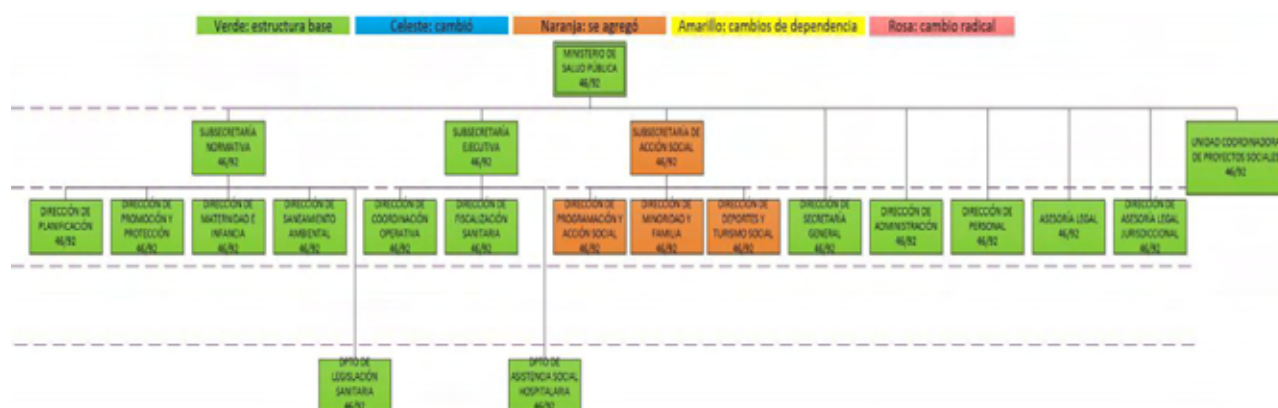 Verde: estructura base
Celeste: cambió
Naranja: se agregó
Amarillo: cambios de dependencia
Rosa: cambio radical
MINISTERIO DE
SALUD PÚBLICA
46/92
SUBSECRETARÍA
NORMATIVA
46/92
SUBSECRETARÍA
EJECUTIVA
46/92
SUBSECRETARÍA DE
ACCIÓN SOCIAL
46/92
UNIDAD COORDINADORA
DE PROYECTOS SOCIALES
46/92
DIRECCIÓN DE
PLANIFICACIÓN
46/92
DIRECCIÓN DE
PROMOCIÓN Y
PROTECCIÓN
46/92
DIRECCIÓN DE
MATERNIDAD E
INFANCIA
46/92
DIRECCIÓN DE
SANEAMIENTO
AMBIENTAL
46/92
DIRECCIÓN DE
COORDINACIÓN
OPERATIVA
46/92
DIRECCIÓN DE
FISCALIZACIÓN
SANITARIA
46/92
DIRECCIÓN DE
PROGRAMACIÓN Y
ACCIÓN SOCIAL
46/92
DIRECCIÓN DE
MINORIDAD Y
FAMILIA
46/92
DIRECCIÓN DE
DEPORTES Y
TURISMO SOCIAL
46/92
DIRECCIÓN DE
SECRETARÍA
GENERAL
46/92
DIRECCIÓN DE
ADMINISTRACIÓN
46/92
DIRECCIÓN DE
PERSONAL
46/92
ASESORÍA LEGAL
46/92
DIRECCIÓN DE
ASESORÍA LEGAL
JURISDICCIONAL
46/92
DPTO DE
LEGISLACIÓN
SANITARIA
46/92
DPTO DE
ASISTENCIA SOCIAL
HOSPITALARIA
46/92